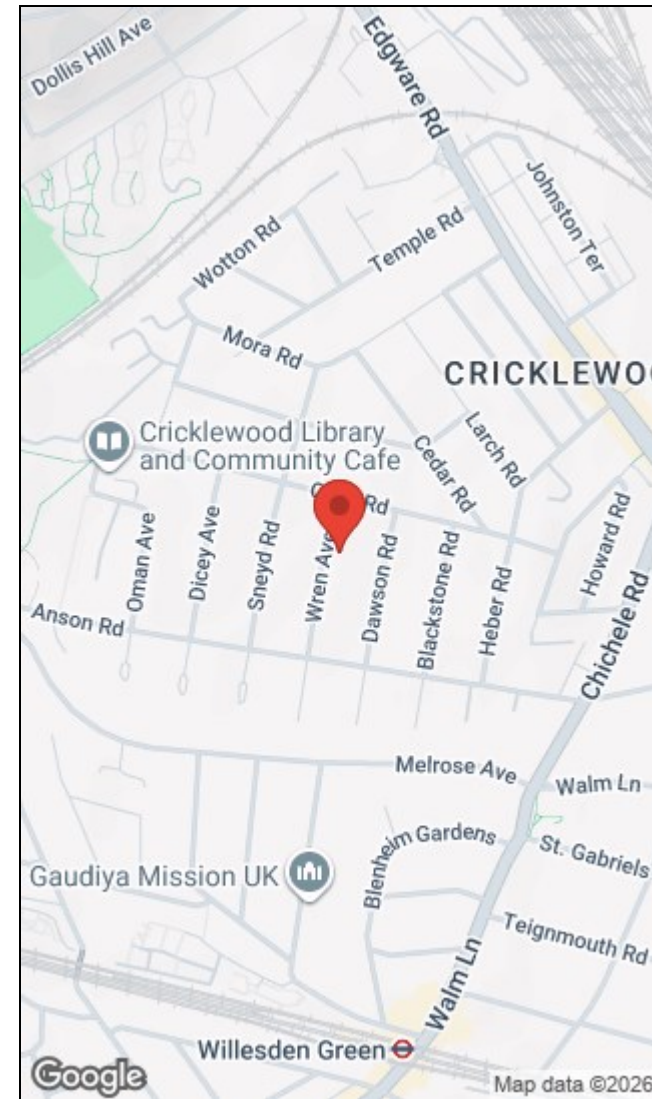 Dollis Hill Ave
Edgware Rd
Johnston Ter
Wotton Rd
Temple Rd
Mora Rd
CRICKLEWO
Cricklewood Library
and Community Cafe
Larch Rd
Cedar Rd
Rd
Howard Rd
Oman Ave
Dicey Ave
Sneyd Rd
Wren Ave
Dawson Rd
Blackstone Rd
Heber Rd
Anson Rd
Chichele Rd
Melrose Ave
Walm Ln
Blenheim Gardens
St. Gabriels
Gaudiya Mission UK
Teignmouth Rd
Walm Ln
Willesden Green
Google
Map data ©2026